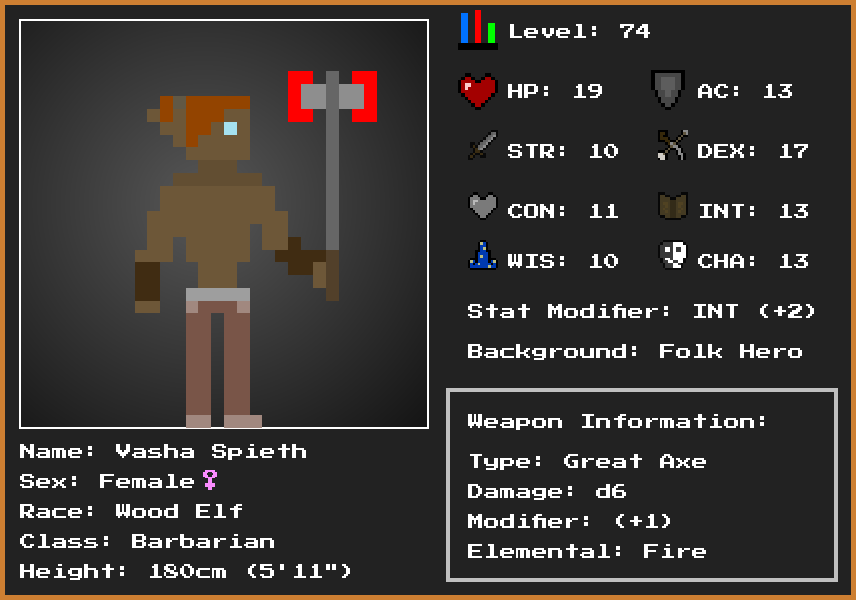 Level: 74
HP: 19
AC: 13
STR: 10
DEX: 17
CON: 11
INT: 13
WIS: 10
CHA: 13
Stat Modifier: INT (+2)
Background: Folk Hero
Weapon Information:
Type: Great Axe
Damage: d6
Modifier: (+1)
Elemental: Fire
Name: Vasha Spieth
Sex: Female♀
Race: Wood Elf
Class: Barbarian
Height: 180cm (5'11")